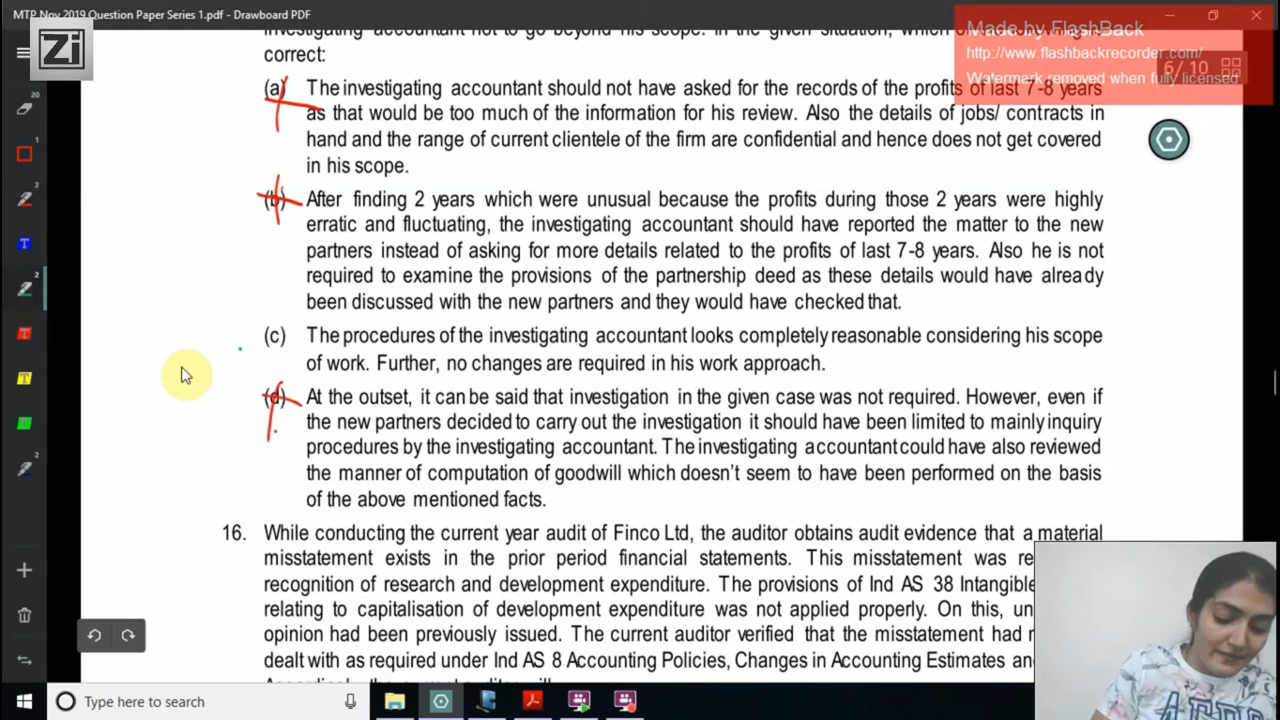 MTP Nov 2019 Question Paper Series 1.pdf - Drawboard PDF
Zi
Made by FlashBack
http://www.flashbackrecorder.com/
Watermark removed when fully licensed
6 / 10
investigating accountant not to go beyond his scope. In the given situation, which of
correct:
(a) The investigating accountant should not have asked for the records of the profits of last 7-8 years
as that would be too much of the information for his review. Also the details of jobs/ contracts in
hand and the range of current clientele of the firm are confidential and hence does not get covered
in his scope.
(b) After finding 2 years which were unusual because the profits during those 2 years were highly
erratic and fluctuating, the investigating accountant should have reported the matter to the new
partners instead of asking for more details related to the profits of last 7-8 years. Also he is not
required to examine the provisions of the partnership deed as these details would have already
been discussed with the new partners and they would have checked that.
(c) The procedures of the investigating accountant looks completely reasonable considering his scope
of work. Further, no changes are required in his work approach.
(d) At the outset, it can be said that investigation in the given case was not required. However, even if
the new partners decided to carry out the investigation it should have been limited to mainly inquiry
procedures by the investigating accountant. The investigating accountant could have also reviewed
the manner of computation of goodwill which doesn't seem to have been performed on the basis
of the above mentioned facts.
16. While conducting the current year audit of Finco Ltd, the auditor obtains audit evidence that a material
misstatement exists in the prior period financial statements. This misstatement was re
recognition of research and development expenditure. The provisions of Ind AS 38 Intangible
relating to capitalisation of development expenditure was not applied properly. On this, un
opinion had been previously issued. The current auditor verified that the misstatement had
dealt with as required under Ind AS 8 Accounting Policies, Changes in Accounting Estimates an
Type here to search